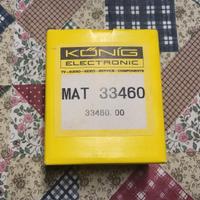 KÖNIG
ELECTRONIC
TV-AUDIO-VIDEO-SERVICE-COMPONENTS
MAT 33460
33460.00